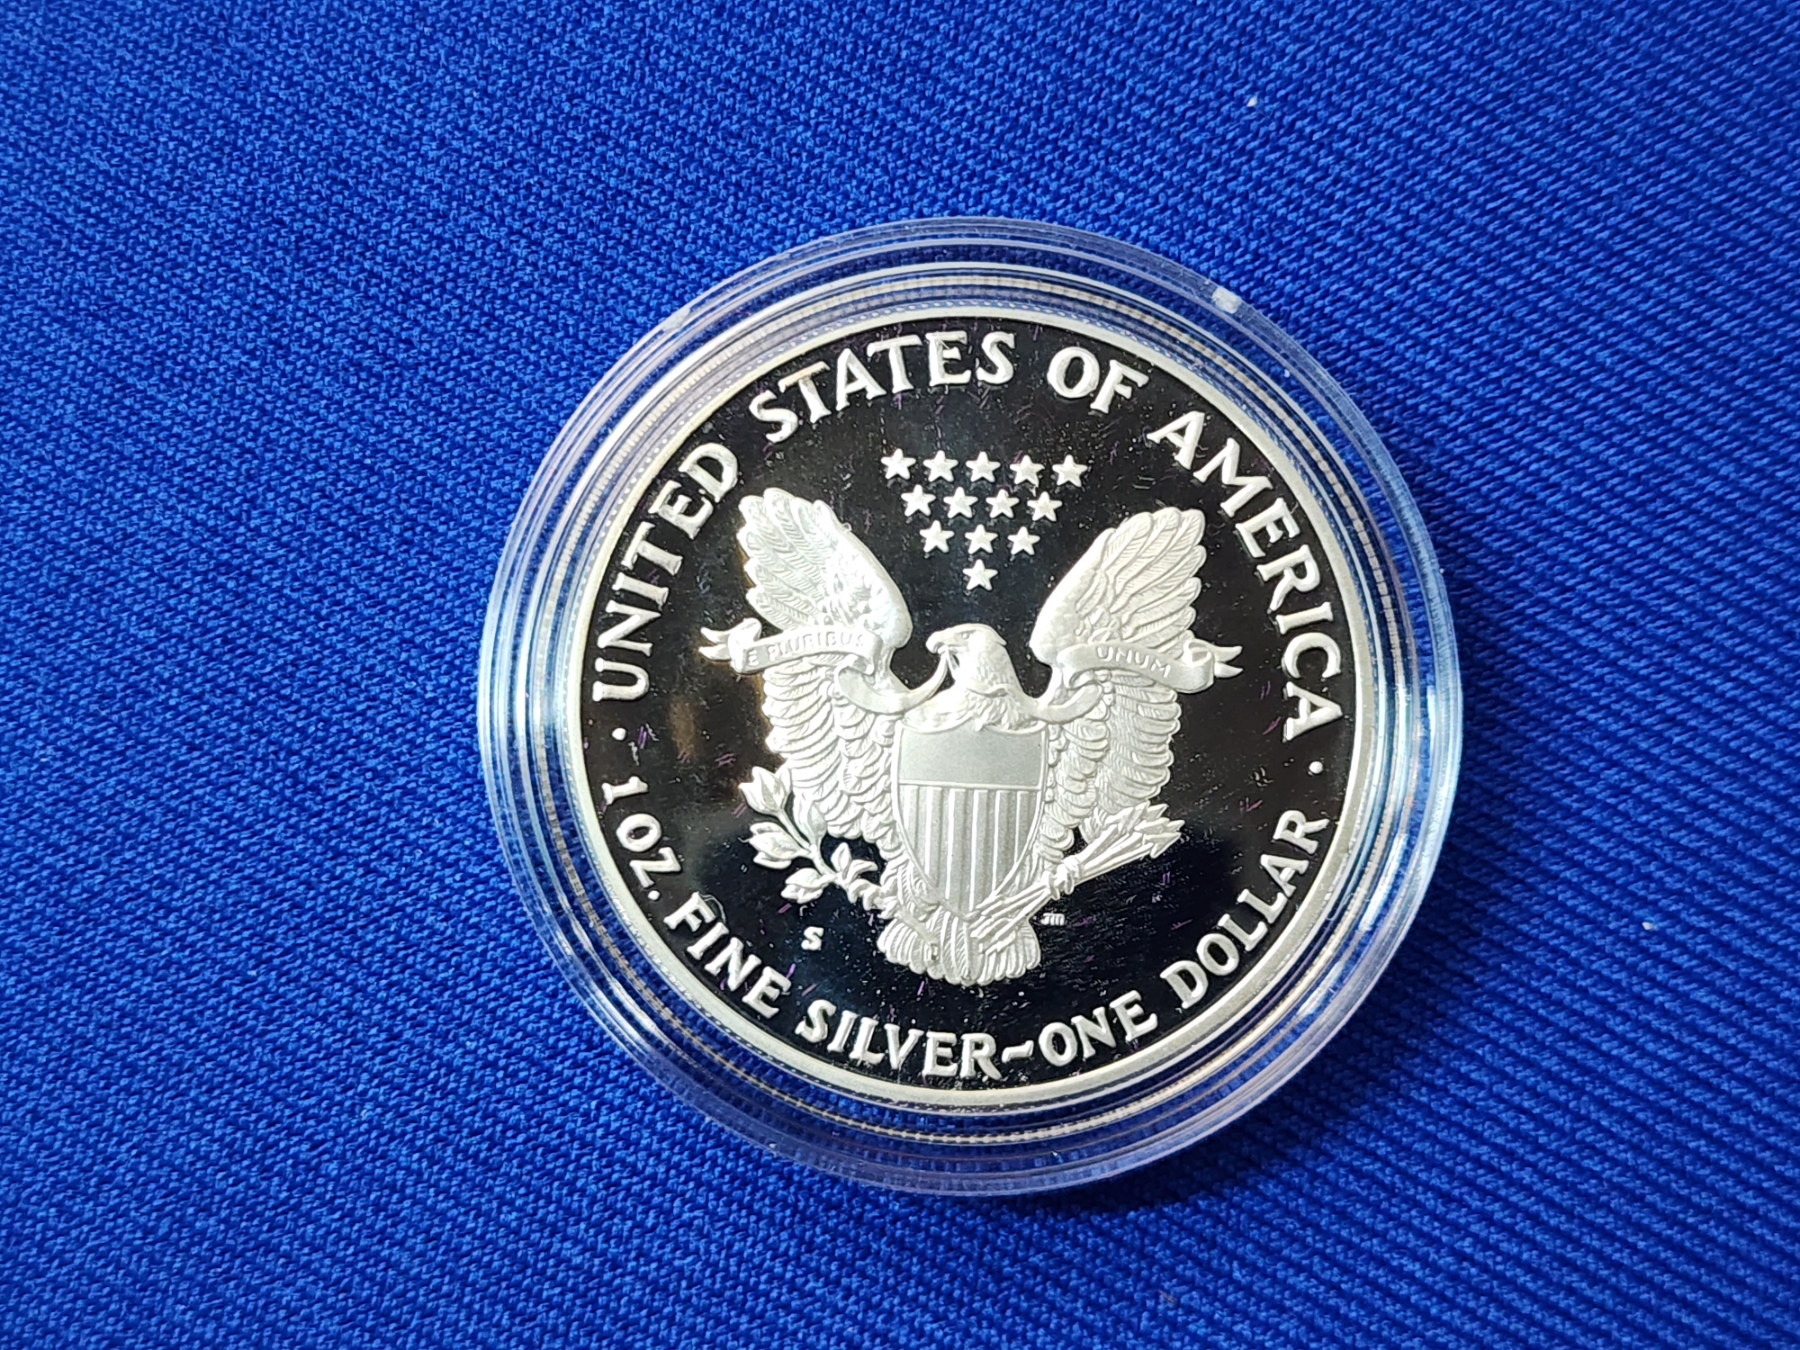 UNITED STATES OF AMERICA
E PLURIBUS UNUM
S
JM
· 1 OZ. FINE SILVER~ONE DOLLAR ·